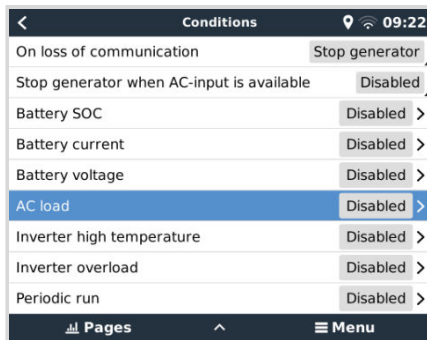 Conditions 09:22
On loss of communication Stop generator
Stop generator when AC-input is available Disabled
Battery SOC Disabled
Battery current Disabled
Battery voltage Disabled
AC load Disabled
Inverter high temperature Disabled
Inverter overload Disabled
Periodic run Disabled
Pages Menu